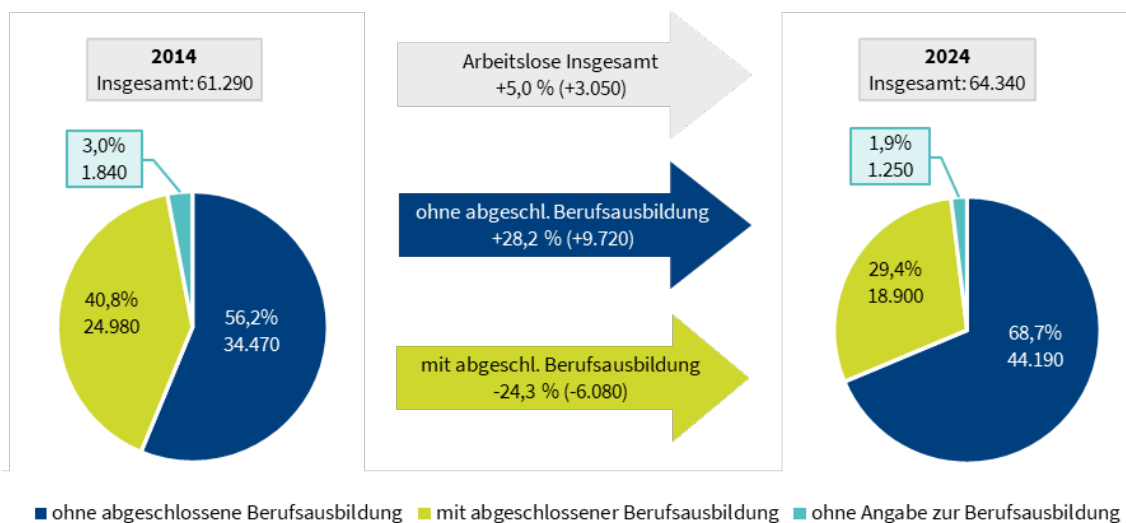 2014
Insgesamt: 61.290
3,0%
1.840
40,8%
24.980
56,2%
34.470
Arbeitslose Insgesamt
+5,0 % (+3.050)
ohne abgeschl. Berufsausbildung
+28,2 % (+9.720)
mit abgeschl. Berufsausbildung
-24,3 % (-6.080)
2024
Insgesamt: 64.340
1,9%
1.250
29,4%
18.900
68,7%
44.190
ohne abgeschlossene Berufsausbildung mit abgeschlossener Berufsausbildung ohne Angabe zur Berufsausbildung